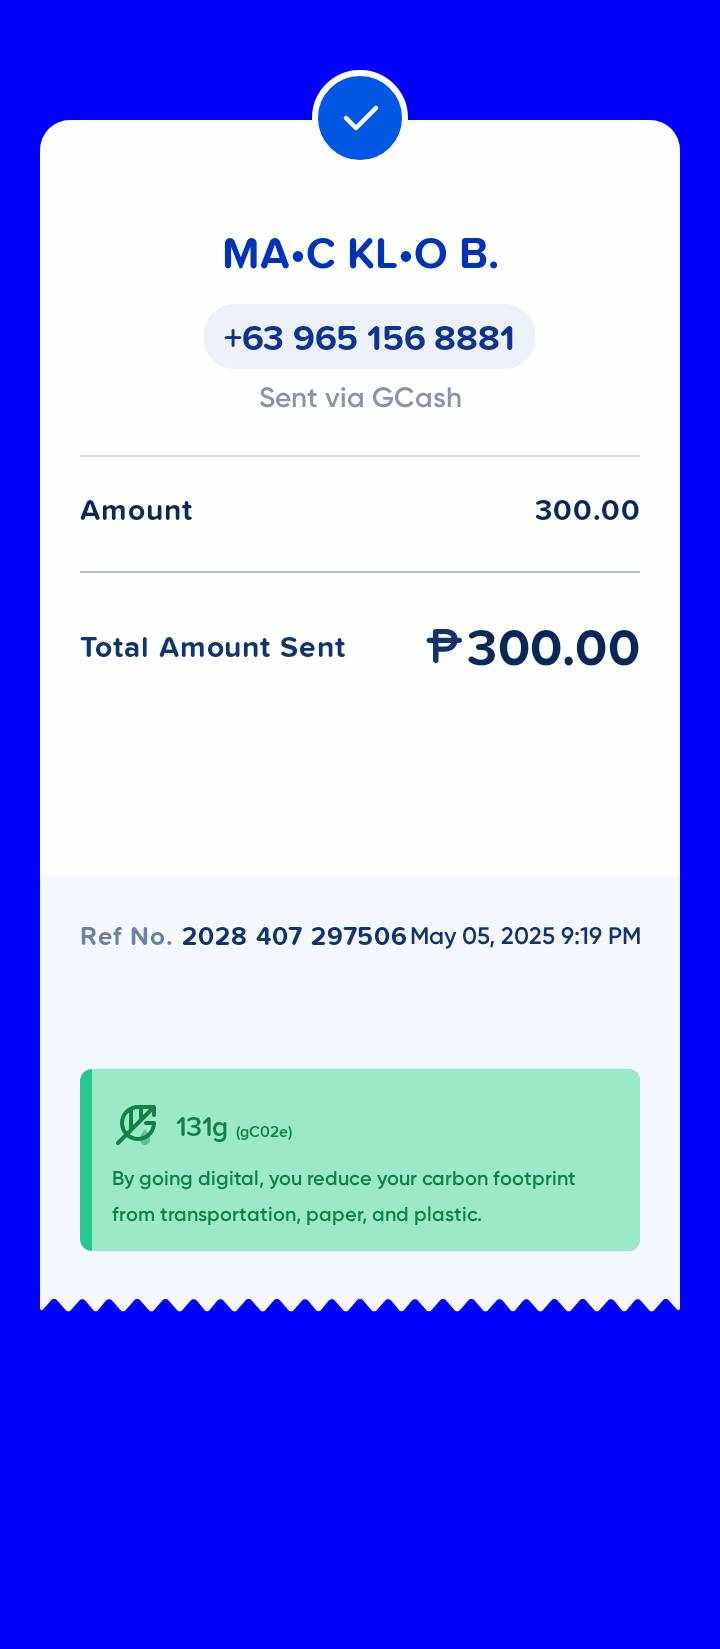 MA•C KL•O B.
+63 965 156 8881
Sent via GCash
Amount 300.00
Total Amount Sent ₱300.00
Ref No. 2028 407 297506 May 05, 2025 9:19 PM
131g (gC02e)
By going digital, you reduce your carbon footprint
from transportation, paper, and plastic.